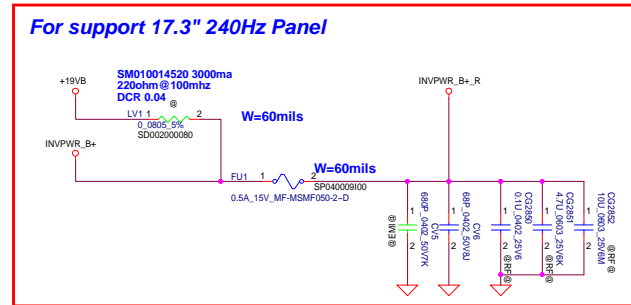 For support 17.3" 240Hz Panel
+19VB
SM010014520 3000ma
220ohm@100mhz
DCR 0.04
@
LV1 1 2
0_0805_5%
SD002000080
W=60mils
INVPWR_B+
INVPWR_B+_R
FU1 1 2
W=60mils
SP040009I00
0.5A_15V_MF-MSMF050-2-D
1
2
@EMI@
680P_0402_50V7K
CV5
1
2
68P_0402_50V8J
CV6
1
2
@RF@
0.1U_0402_25V6
CG2850
1
2
@RF@
4.7U_0603_25V6K
CG2851
1
2
@RF@
10U_0603_25V6M
CG2852